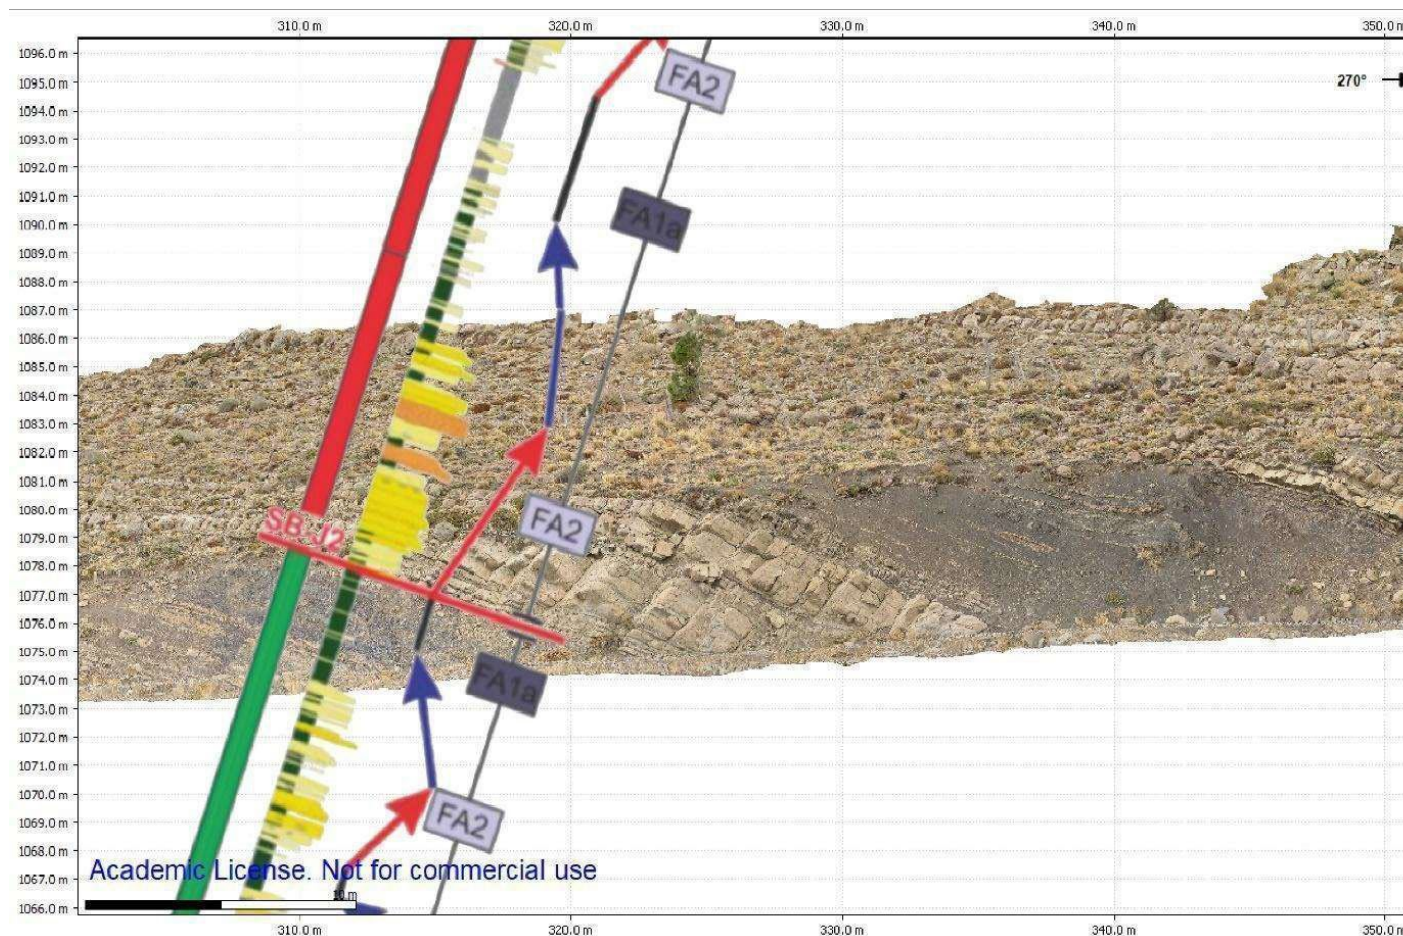 310.0 m 320.0 m 330.0 m 340.0 m 350.0 m
1096.0 m
1095.0 m
1094.0 m
1093.0 m
1092.0 m
1091.0 m
1090.0 m
1089.0 m
1088.0 m
1087.0 m
1086.0 m
1085.0 m
1084.0 m
1083.0 m
1082.0 m
1081.0 m
1080.0 m
1079.0 m
1078.0 m
1077.0 m
1076.0 m
1075.0 m
1074.0 m
1073.0 m
1072.0 m
1071.0 m
1070.0 m
1069.0 m
1068.0 m
1067.0 m
1066.0 m
270°
FA2
FA1a
FA2
SB-J2
FA1a
FA2
Academic License. Not for commercial use
10 m
310.0 m 320.0 m 330.0 m 340.0 m 350.0 m